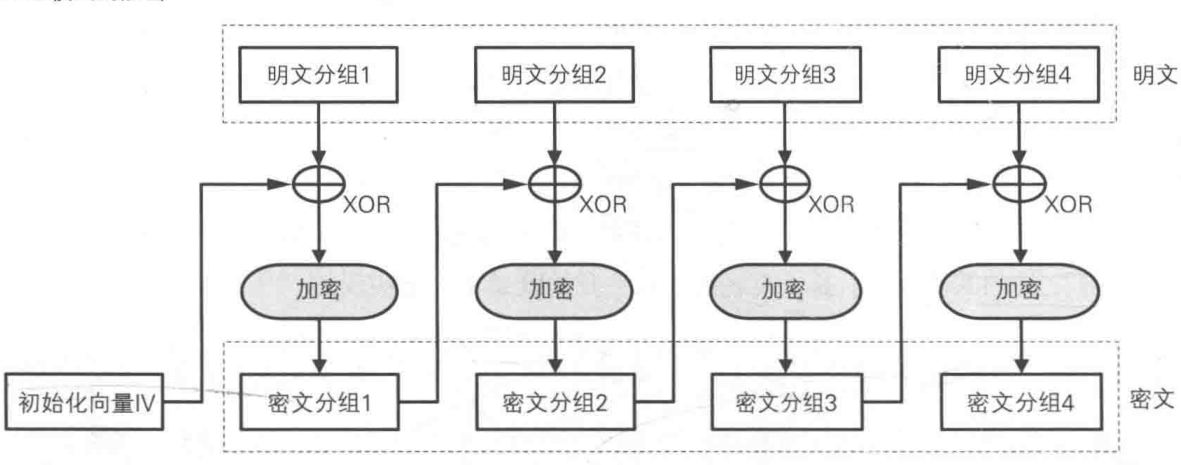 明文分组1 明文分组2 明文分组3 明文分组4 明文
XOR XOR XOR XOR
加密 加密 加密 加密
初始化向量IV 密文分组1 密文分组2 密文分组3 密文分组4 密文